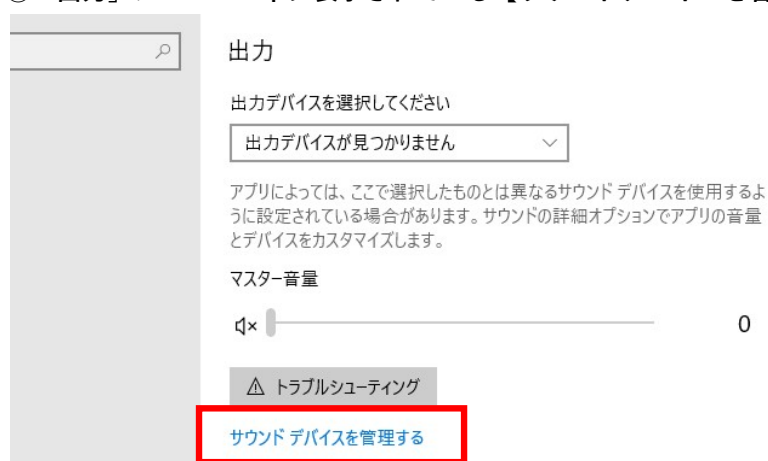 出力
出力デバイスを選択してください
出力デバイスが見つかりません
アプリによっては、ここで選択したものとは異なるサウンド デバイスを使用するよ
うに設定されている場合があります。サウンドの詳細オプションでアプリの音量
とデバイスをカスタマイズします。
マスター音量
0
トラブルシューティング
サウンド デバイスを管理する